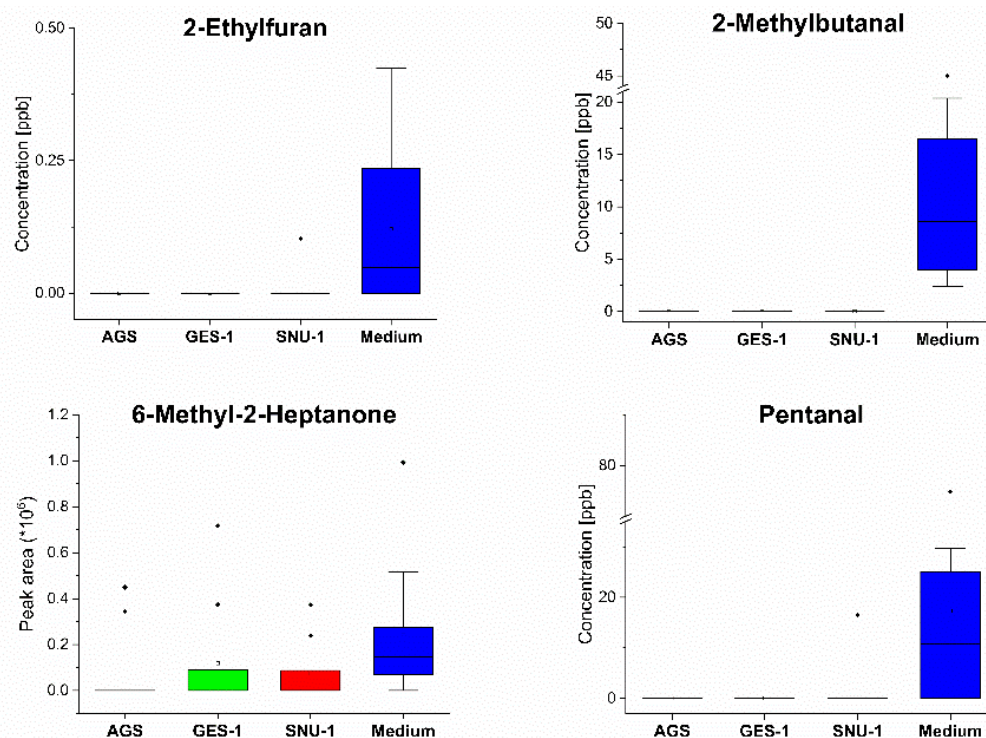 2-Ethylfuran
0.50
0.25
0.00
Concentration [ppb]
AGS GES-1 SNU-1 Medium
2-Methylbutanal
50
45
20
15
10
5
0
Concentration [ppb]
AGS GES-1 SNU-1 Medium
6-Methyl-2-Heptanone
1.2
1.0
0.8
0.6
0.4
0.2
0.0
Peak area (*10⁶)
AGS GES-1 SNU-1 Medium
Pentanal
80
20
0
Concentration [ppb]
AGS GES-1 SNU-1 Medium